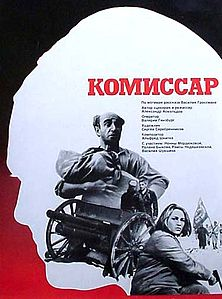 КОМИССАР
По мотивам рассказа Василия Гроссмана
Автор сценария и режиссер
Александр Аскольдов
Оператор
Валерий Гинзбург
Художник
Сергей Серебренников
Композитор
Альфред Шнитке
С участием: Нонны Мордюковой,
Ролана Быкова, Раисы Недашковской,
Василия Шукшина